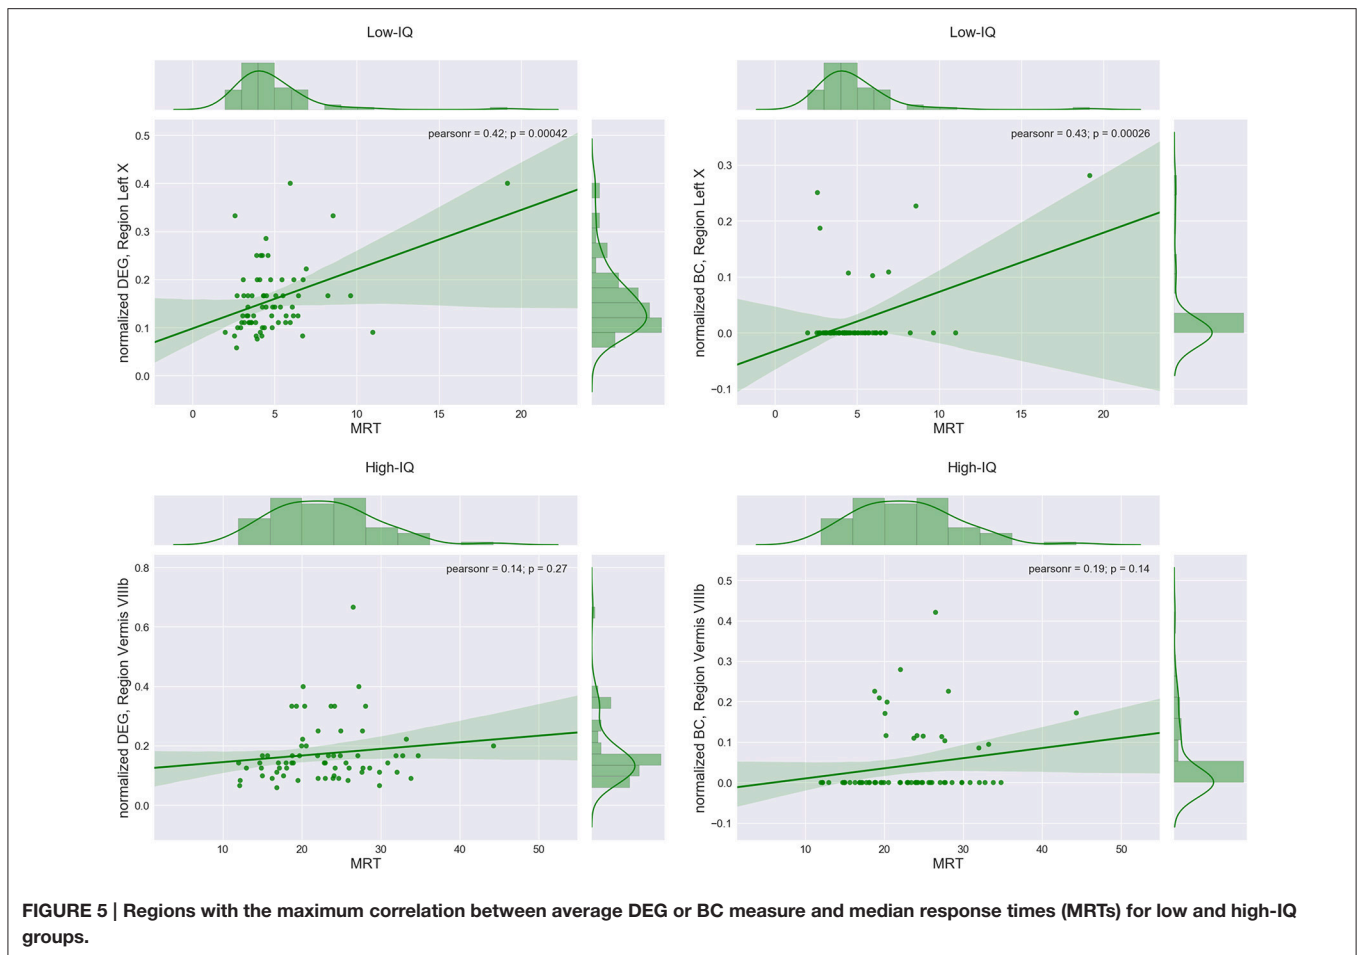 Low-IQ
pearsonr = 0.42; p = 0.00042
normalized DEG, Region Left X
0.5
0.4
0.3
0.2
0.1
0.0
0 5 10 15 20
MRT
Low-IQ
pearsonr = 0.43; p = 0.00026
normalized BC, Region Left X
0.3
0.2
0.1
0.0
−0.1
0 5 10 15 20
MRT
High-IQ
pearsonr = 0.14; p = 0.27
normalized DEG, Region Vermis VIIIb
0.8
0.6
0.4
0.2
0.0
10 20 30 40 50
MRT
High-IQ
pearsonr = 0.19; p = 0.14
normalized BC, Region Vermis VIIIb
0.5
0.4
0.3
0.2
0.1
0.0
−0.1
10 20 30 40 50
MRT
FIGURE 5 | Regions with the maximum correlation between average DEG or BC measure and median response times (MRTs) for low and high-IQ
groups.